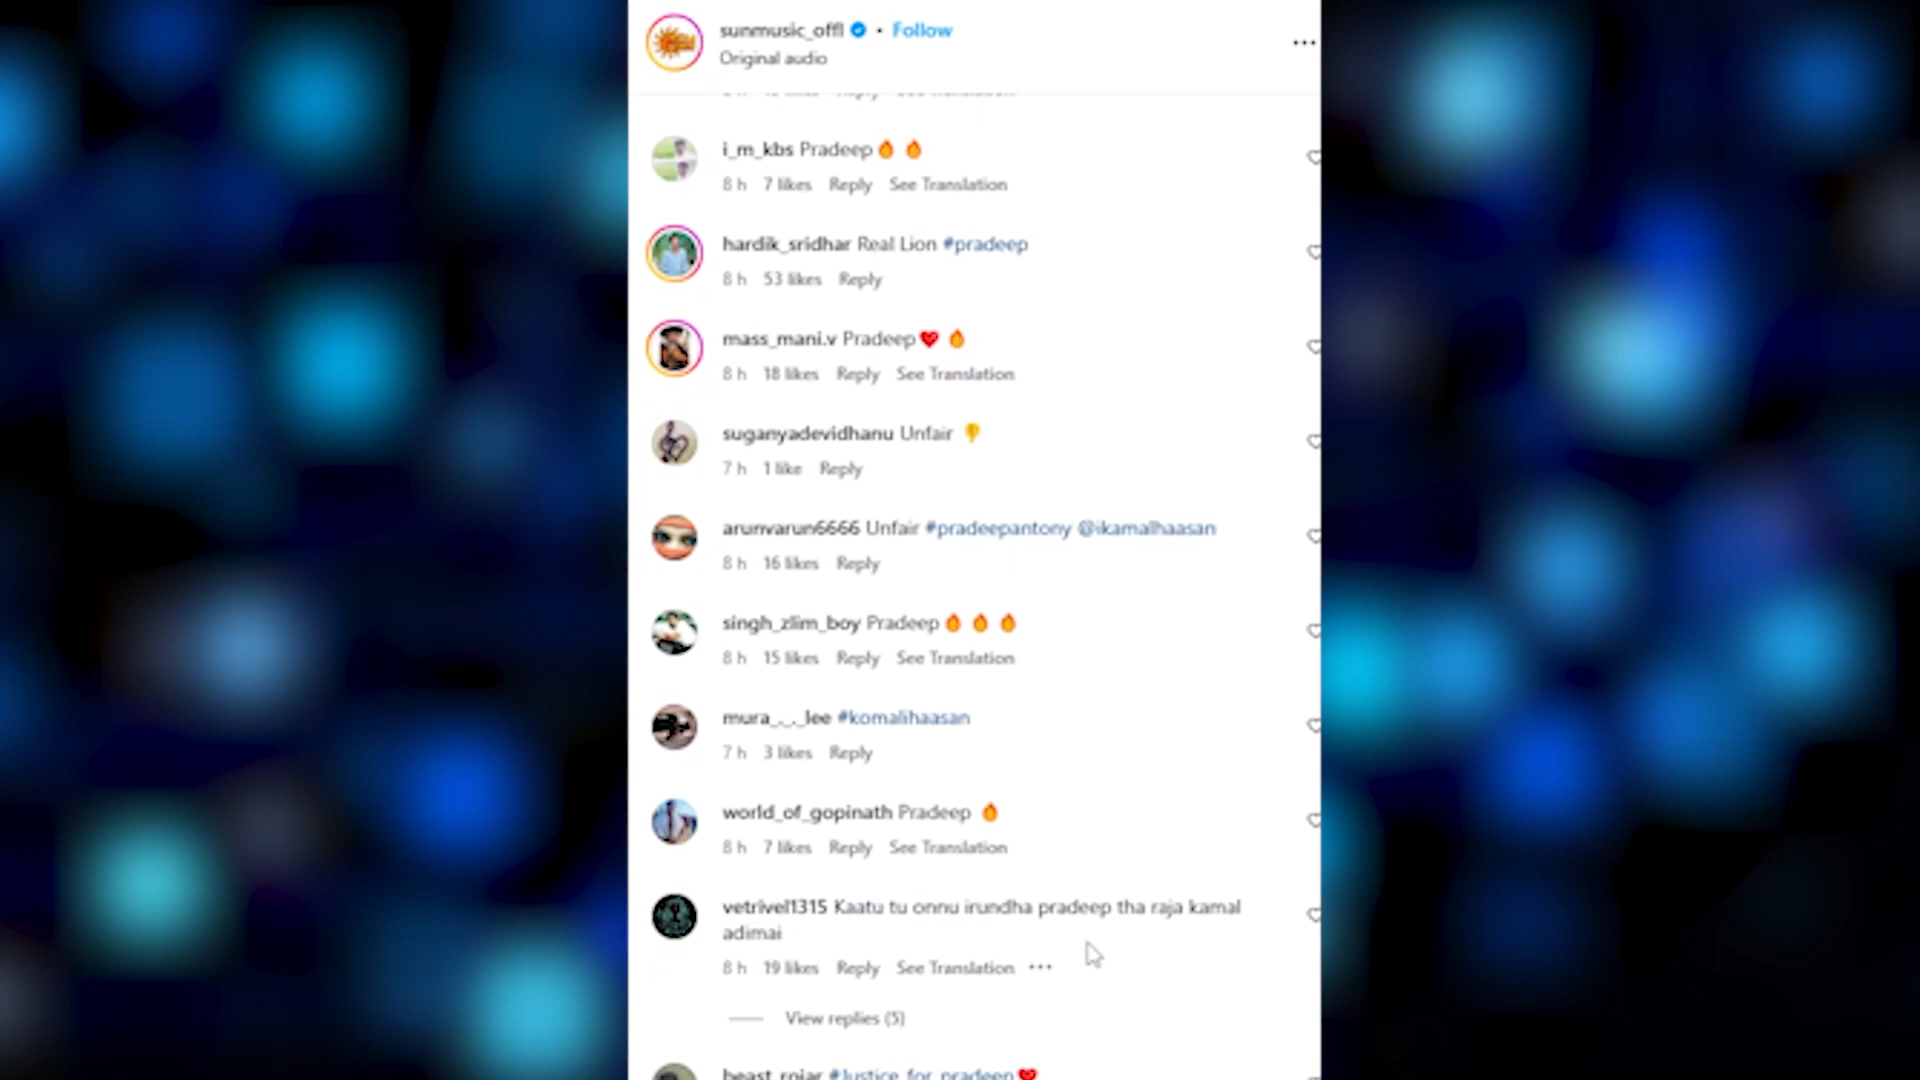 sunmusic_offl • Follow
Original audio
i_m_kbs Pradeep🔥 🔥
8 h 7 likes Reply See Translation
hardik_sridhar Real Lion #pradeep
8 h 53 likes Reply
mass_mani.v Pradeep❤️ 🔥
8 h 18 likes Reply See Translation
suganyadevidhanu Unfair 👎
7 h 1 like Reply
arunvarun6666 Unfair #pradeepantony @ikamalhaasan
8 h 16 likes Reply
singh_zlim_boy Pradeep🔥 🔥 🔥
8 h 15 likes Reply See Translation
mura_._._lee #komalihaasan
7 h 3 likes Reply
world_of_gopinath Pradeep 🔥
8 h 7 likes Reply See Translation
vetrivel1315 Kaatu tu onnu irundha pradeep tha raja kamal
adimai
8 h 19 likes Reply See Translation •••
View replies (5)
#Justice_for_pradeep❤️